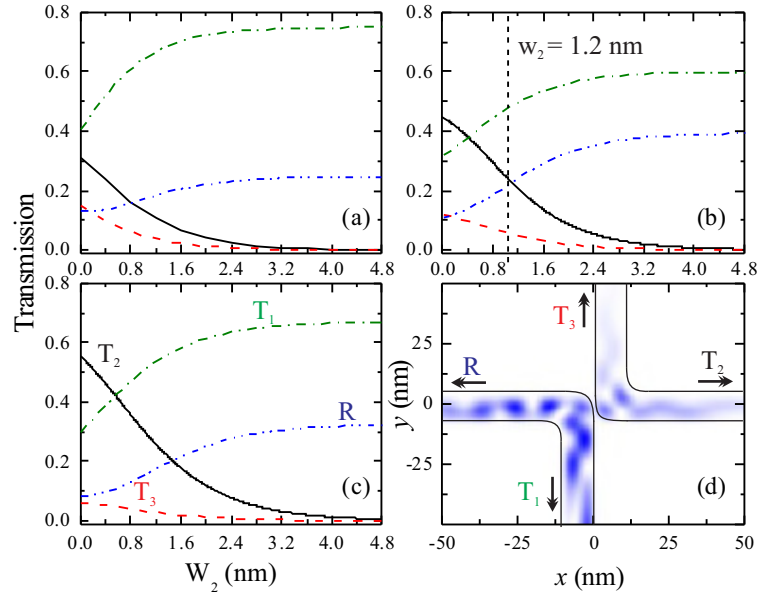 Transmission
0.8
0.6
0.4
0.2
0.0
0.0 0.8 1.6 2.4 3.2 4.0 4.8
(a)
w₂ = 1.2 nm
0.8
0.6
0.4
0.2
0.0
0.0 0.8 1.6 2.4 3.2 4.0 4.8
(b)
0.8
0.6
0.4
0.2
0.0
0.0 0.8 1.6 2.4 3.2 4.0 4.8
T₁
T₂
R
T₃
(c)
W₂ (nm)
y (nm)
25
0
-25
-50 -25 0 25 50
T₃
R
T₂
T₁
(d)
x (nm)